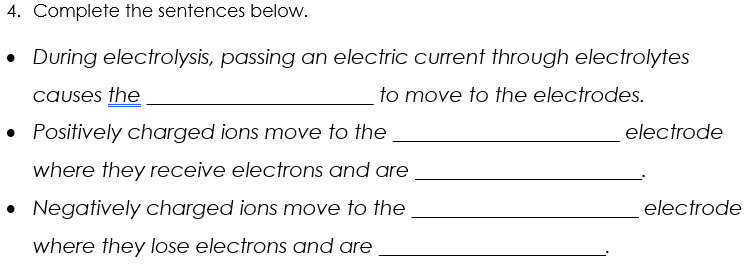 4. Complete the sentences below.
• During electrolysis, passing an electric current through electrolytes
causes the ____________________ to move to the electrodes.
• Positively charged ions move to the ____________________ electrode
where they receive electrons and are ____________________.
• Negatively charged ions move to the ____________________ electrode
where they lose electrons and are ____________________.